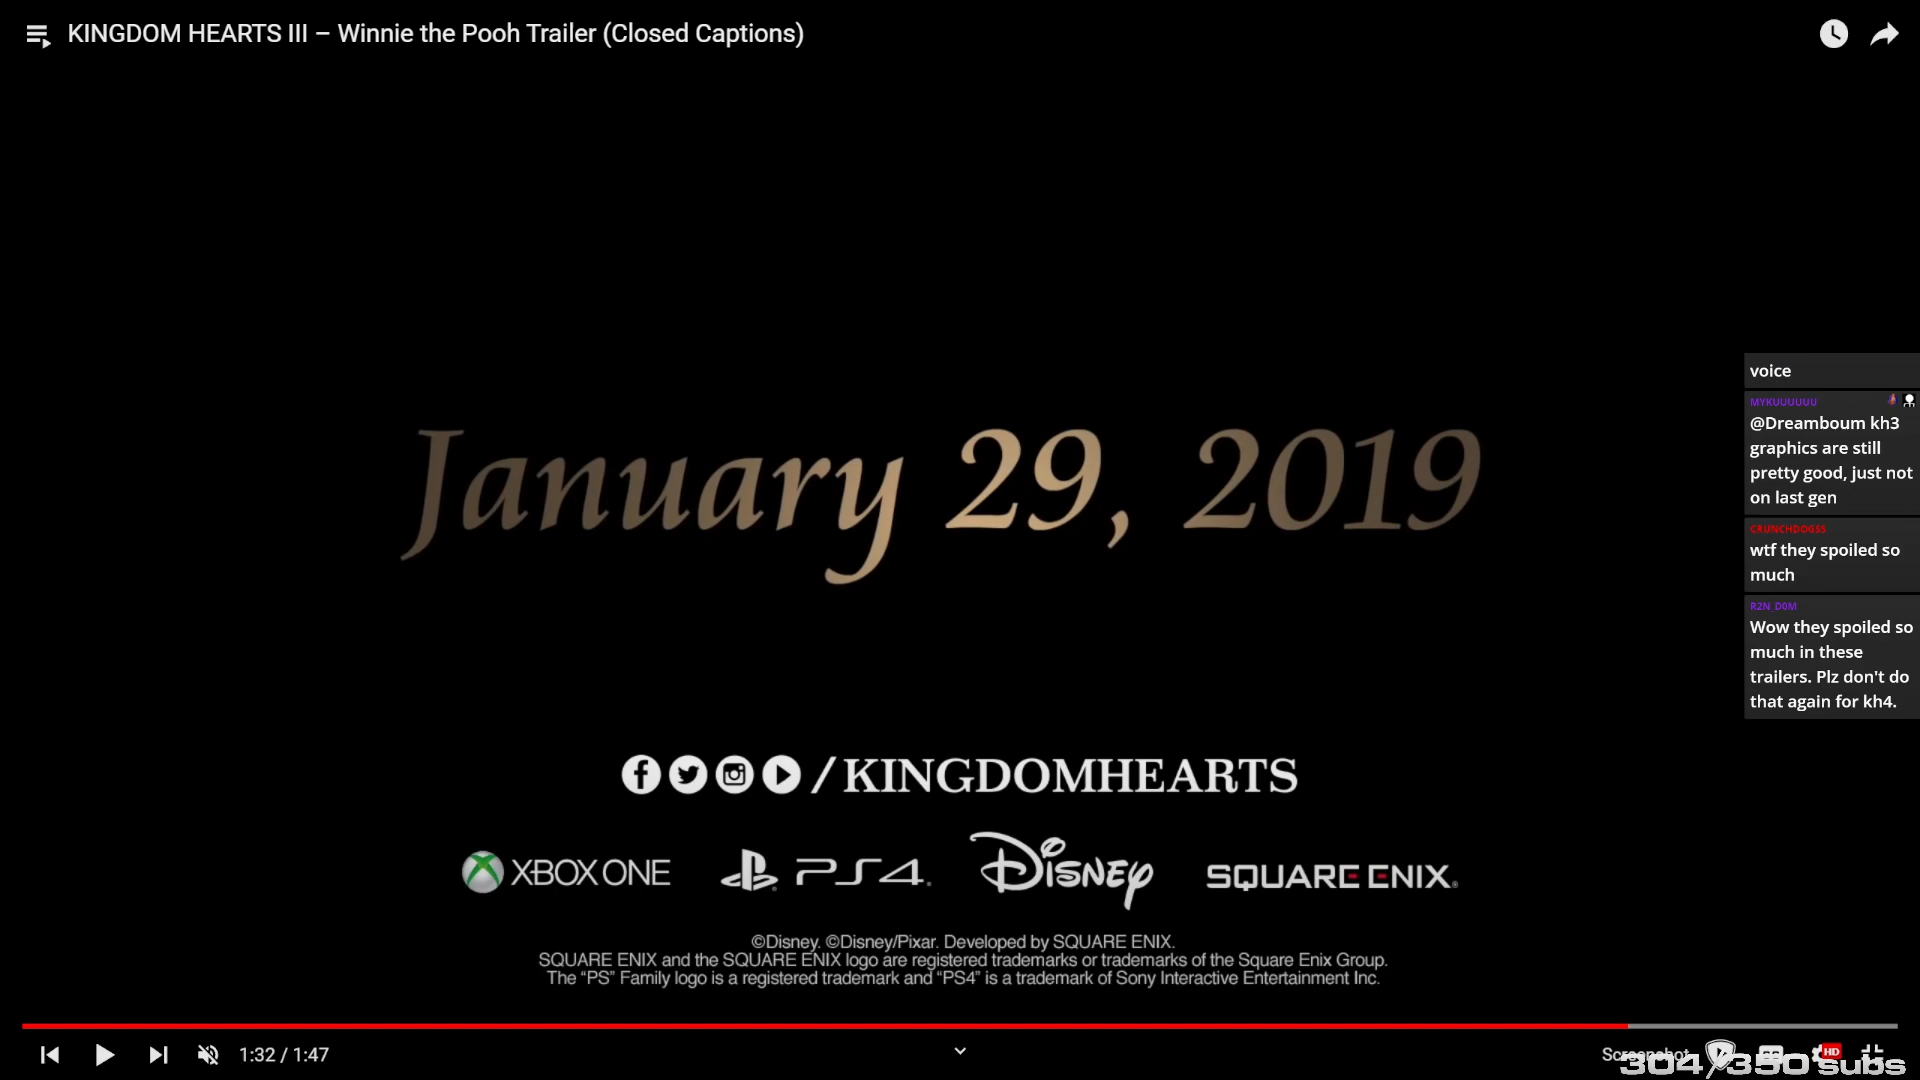 KINGDOM HEARTS III – Winnie the Pooh Trailer (Closed Captions)
January 29, 2019
voice
MYKUUUUUU
@Dreamboum kh3
graphics are still
pretty good, just not
on last gen
CRUNCHDOGSS
wtf they spoiled so
much
R2N_D0M
Wow they spoiled so
much in these
trailers. Plz don't do
that again for kh4.
/KINGDOMHEARTS
XBOX ONE PS4 Disney SQUARE ENIX
©Disney. ©Disney/Pixar. Developed by SQUARE ENIX.
SQUARE ENIX and the SQUARE ENIX logo are registered trademarks or trademarks of the Square Enix Group.
The “PS” Family logo is a registered trademark and “PS4” is a trademark of Sony Interactive Entertainment Inc.
1:32 / 1:47
Screenshot
HD
304/350 subs